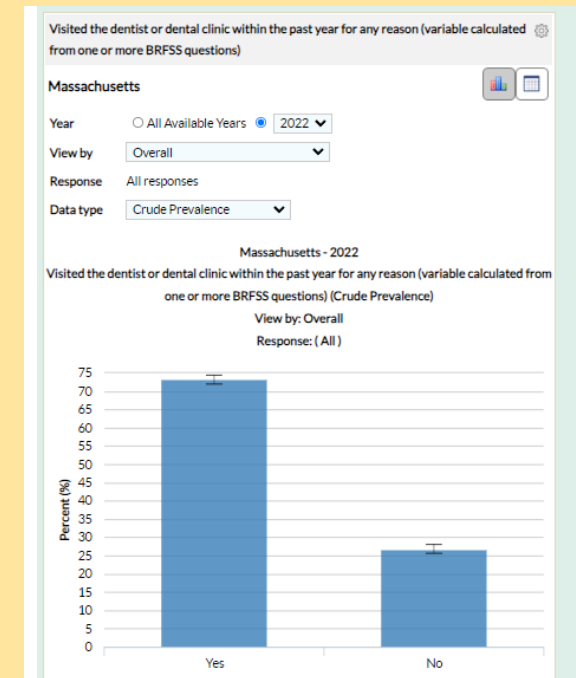 Visited the dentist or dental clinic within the past year for any reason (variable calculated
from one or more BRFSS questions)
Massachusetts
Year All Available Years 2022
View by Overall
Response All responses
Data type Crude Prevalence
Massachusetts - 2022
Visited the dentist or dental clinic within the past year for any reason (variable calculated from
one or more BRFSS questions) (Crude Prevalence)
View by: Overall
Response: ( All )
Percent (%)
75
70
65
60
55
50
45
40
35
30
25
20
15
10
5
0
Yes No